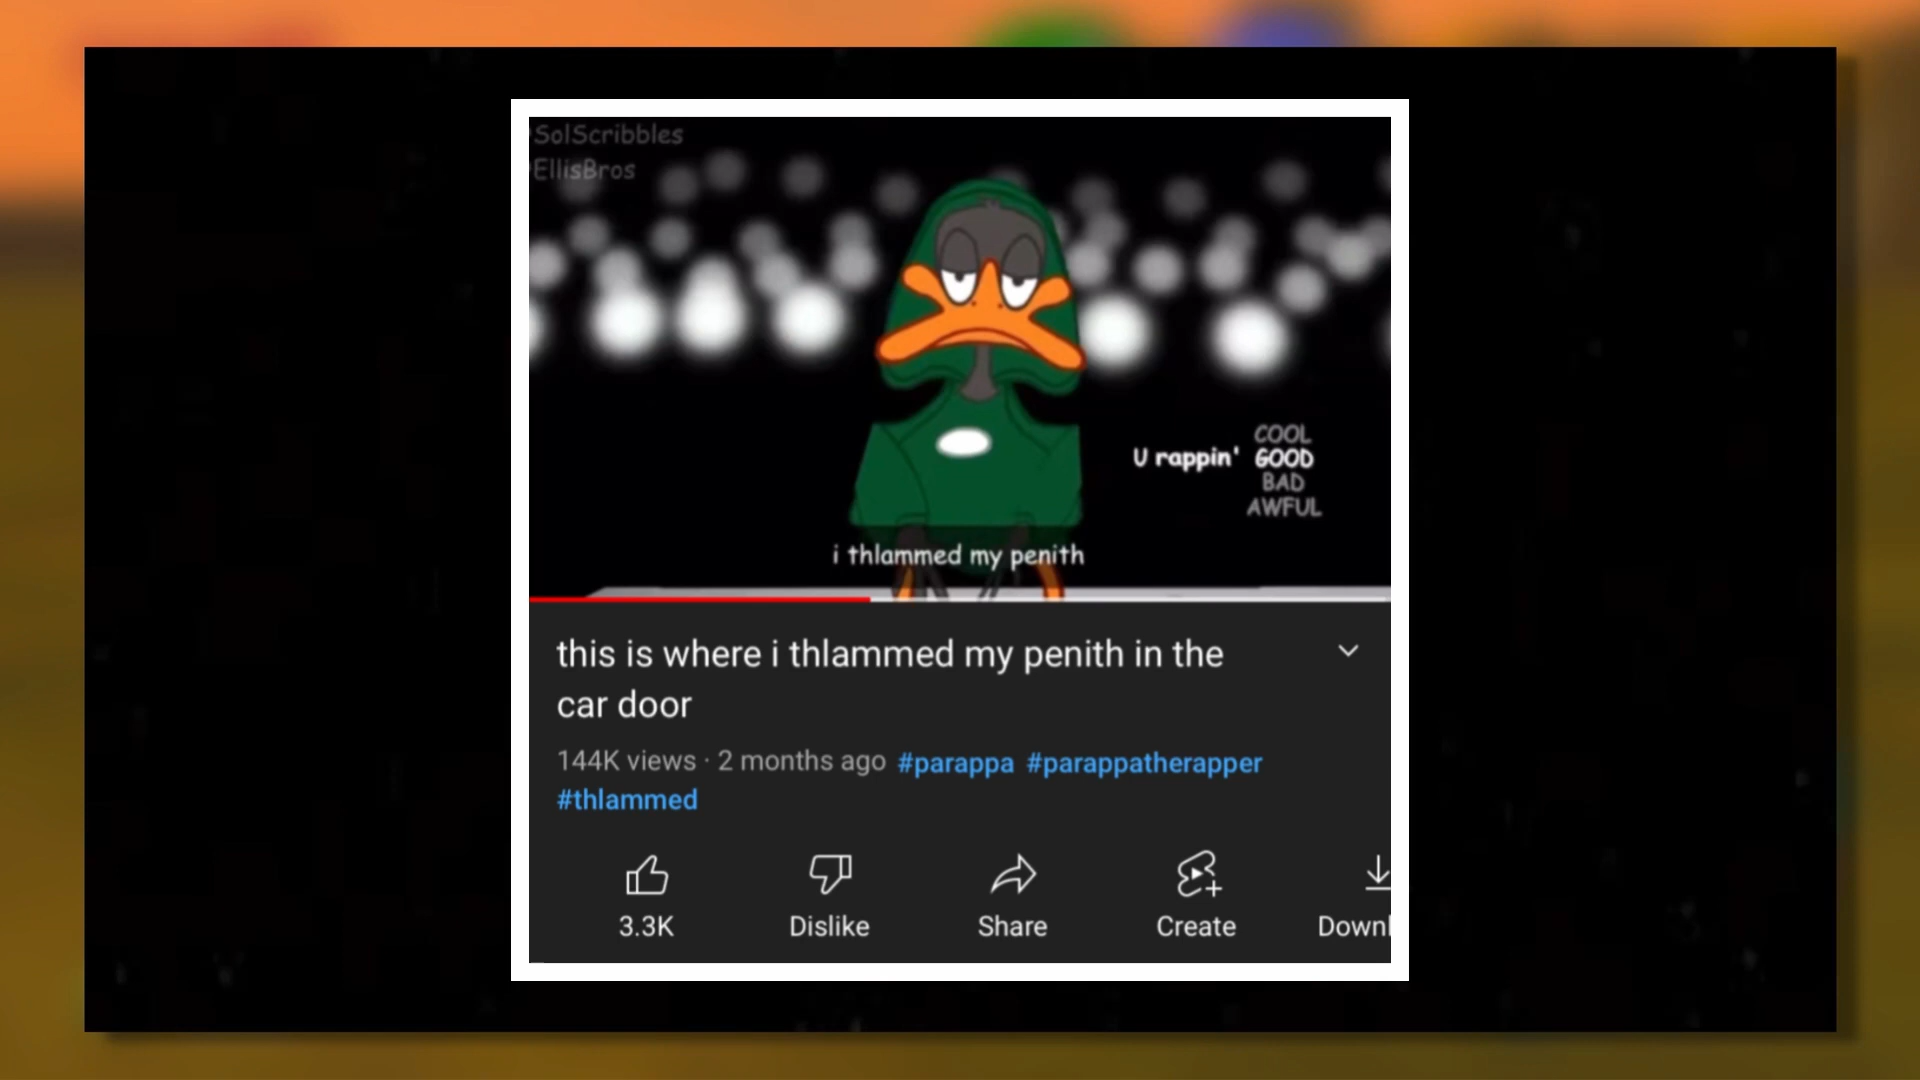 SolScribbles
EllisBros
COOL
U rappin' GOOD
BAD
AWFUL
i thlammed my penith
this is where i thlammed my penith in the
car door
144K views · 2 months ago #parappa #parappatherapper
#thlammed
3.3K Dislike Share Create Downl